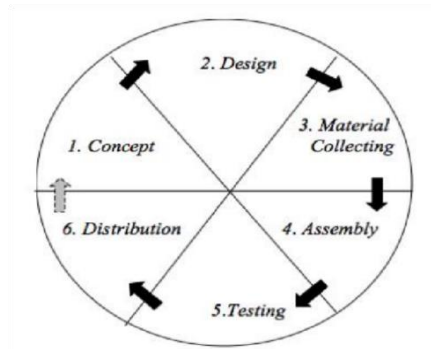 1. Concept
2. Design
3. Material
Collecting
4. Assembly
5.Testing
6. Distribution